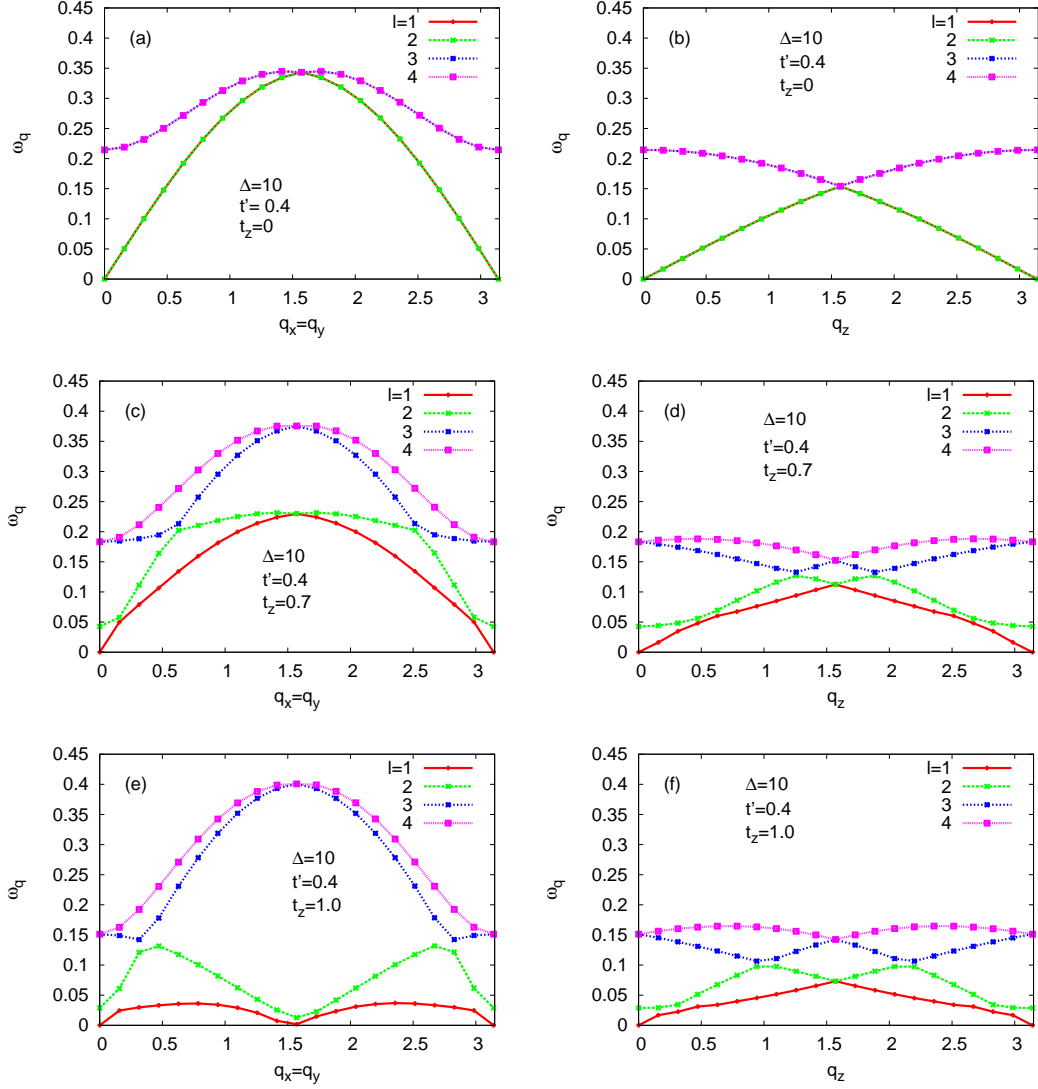 (a)
l=1
2
3
4
0.45
0.4
0.35
0.3
0.25
0.2
0.15
0.1
0.05
0
ω_q
Δ=10
t'= 0.4
t_z=0
0 0.5 1 1.5 2 2.5 3
q_x=q_y
(b)
Δ=10
t'=0.4
t_z=0
l=1
2
3
4
0.45
0.4
0.35
0.3
0.25
0.2
0.15
0.1
0.05
0
ω_q
0 0.5 1 1.5 2 2.5 3
q_z
(c)
l=1
2
3
4
0.45
0.4
0.35
0.3
0.25
0.2
0.15
0.1
0.05
0
ω_q
Δ=10
t'=0.4
t_z=0.7
0 0.5 1 1.5 2 2.5 3
q_x=q_y
(d)
Δ=10
t'=0.4
t_z=0.7
l=1
2
3
4
0.45
0.4
0.35
0.3
0.25
0.2
0.15
0.1
0.05
0
ω_q
0 0.5 1 1.5 2 2.5 3
q_z
(e)
l=1
2
3
4
0.45
0.4
0.35
0.3
0.25
0.2
0.15
0.1
0.05
0
ω_q
Δ=10
t'=0.4
t_z=1.0
0 0.5 1 1.5 2 2.5 3
q_x=q_y
(f)
Δ=10
t'=0.4
t_z=1.0
l=1
2
3
4
0.45
0.4
0.35
0.3
0.25
0.2
0.15
0.1
0.05
0
ω_q
0 0.5 1 1.5 2 2.5 3
q_z